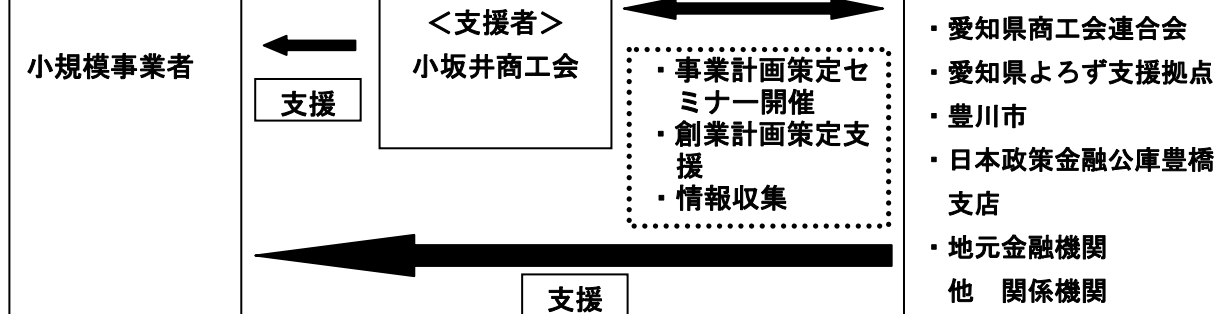 小規模事業者
支援
＜支援者＞
小坂井商工会
・事業計画策定セ
ミナー開催
・創業計画策定支
援
・情報収集
支援
・愛知県商工会連合会
・愛知県よろず支援拠点
・豊川市
・日本政策金融公庫豊橋
支店
・地元金融機関
他　関係機関